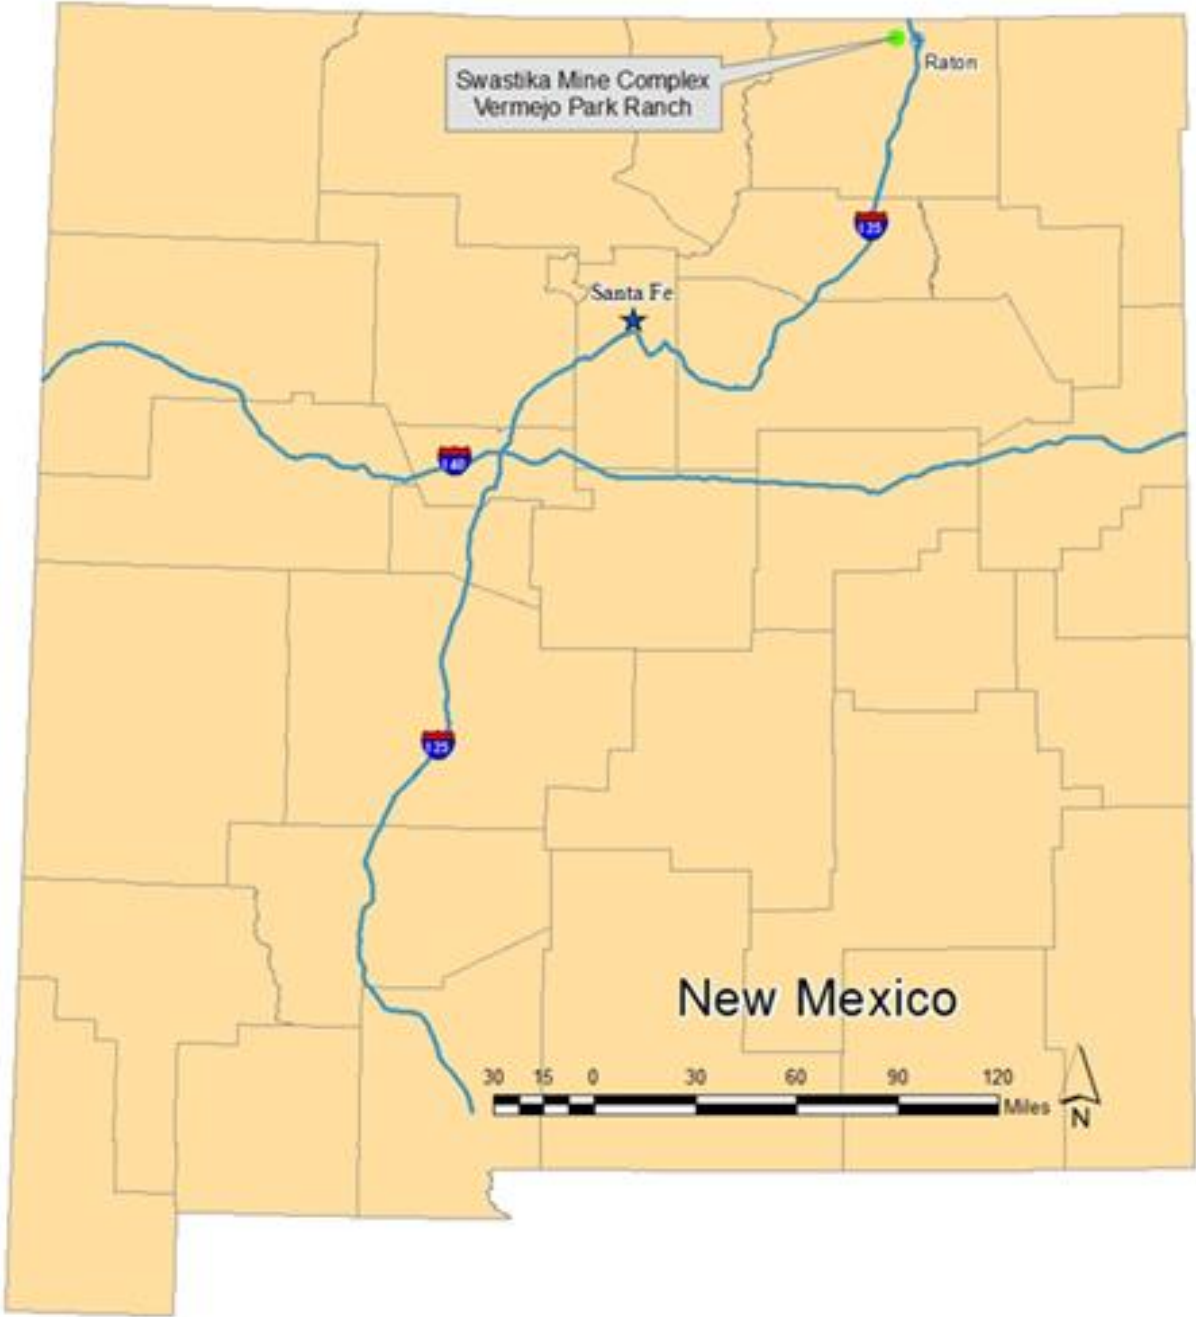 Swastika Mine Complex
Vermejo Park Ranch
Raton
I 25
Santa Fe
I 40
I 25
New Mexico
30 15 0 30 60 90 120
Miles
N